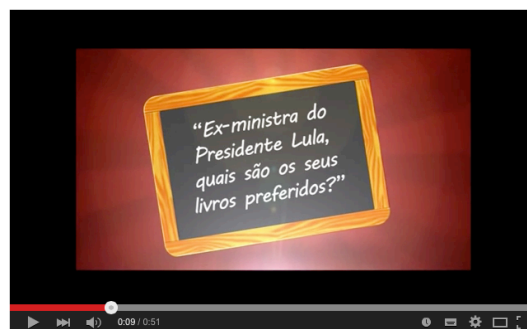 “Ex-ministra do
Presidente Lula,
quais são os seus
livros preferidos?”
0:09 / 0:51